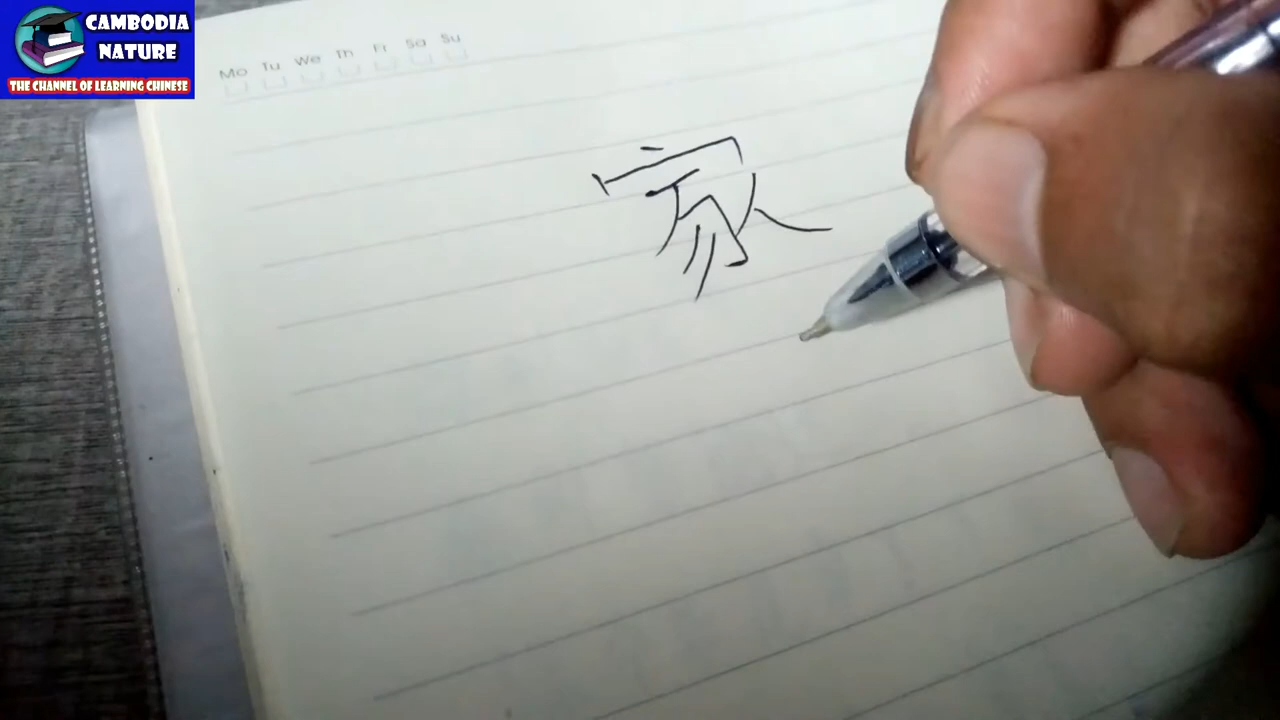 CAMBODIA
NATURE
THE CHANNEL OF LEARNING CHINESE
Mo Tu We Th Fr Sa Su
家